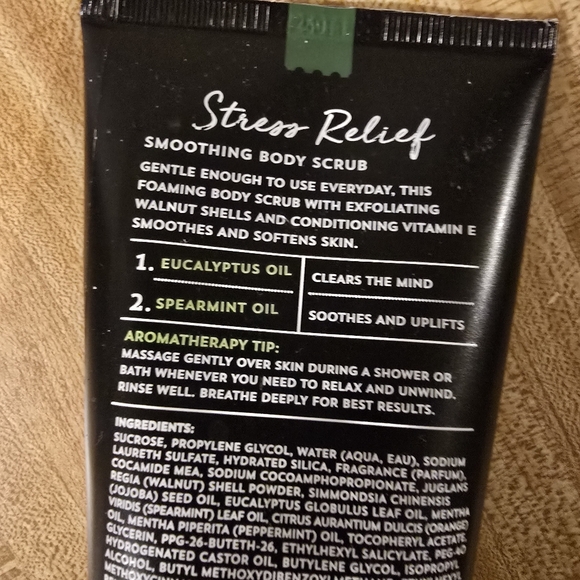 Stress Relief
SMOOTHING BODY SCRUB
GENTLE ENOUGH TO USE EVERYDAY, THIS
FOAMING BODY SCRUB WITH EXFOLIATING
WALNUT SHELLS AND CONDITIONING VITAMIN E
SMOOTHES AND SOFTENS SKIN.
1. EUCALYPTUS OIL
CLEARS THE MIND
2. SPEARMINT OIL
SOOTHES AND UPLIFTS
AROMATHERAPY TIP:
MASSAGE GENTLY OVER SKIN DURING A SHOWER OR
BATH WHENEVER YOU NEED TO RELAX AND UNWIND.
RINSE WELL. BREATHE DEEPLY FOR BEST RESULTS.
INGREDIENTS:
SUCROSE, PROPYLENE GLYCOL, WATER (AQUA, EAU), SODIUM
LAURETH SULFATE, HYDRATED SILICA, FRAGRANCE (PARFUM),
COCAMIDE MEA, SODIUM COCOAMPHOPROPIONATE, JUGLANS
REGIA (WALNUT) SHELL POWDER, SIMMONDSIA CHINENSIS
(JOJOBA) SEED OIL, EUCALYPTUS GLOBULUS LEAF OIL, MENTHA
VIRIDIS (SPEARMINT) LEAF OIL, CITRUS AURANTIUM DULCIS (ORANGE)
OIL, MENTHA PIPERITA (PEPPERMINT) OIL, TOCOPHERYL ACETATE,
GLYCERIN, PPG-26-BUTETH-26, ETHYLHEXYL SALICYLATE, PEG-40
HYDROGENATED CASTOR OIL, BUTYLENE GLYCOL, ISOPROPYL
ALCOHOL, BUTYL